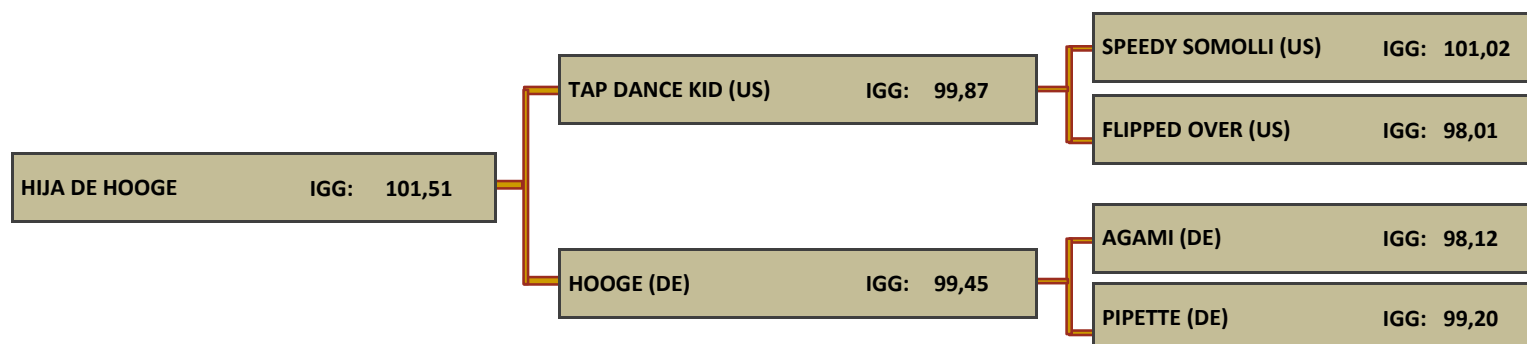 SPEEDY SOMOLLI (US) IGG: 101,02
TAP DANCE KID (US) IGG: 99,87
FLIPPED OVER (US) IGG: 98,01
HIJA DE HOOGE IGG: 101,51
AGAMI (DE) IGG: 98,12
HOOGE (DE) IGG: 99,45
PIPETTE (DE) IGG: 99,20